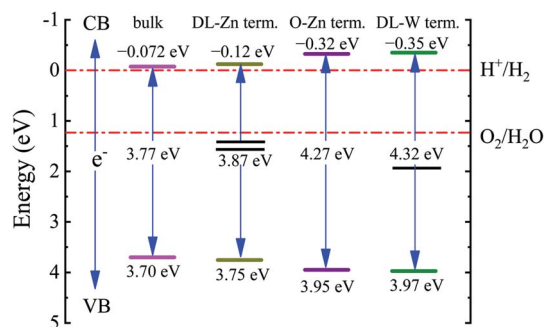 CB bulk DL-Zn term. O-Zn term. DL-W term.
-1
−0.072 eV −0.12 eV −0.32 eV −0.35 eV
0 H⁺/H₂
1
O₂/H₂O
e⁻ 3.77 eV 3.87 eV 4.27 eV 4.32 eV
2
3
3.70 eV 3.75 eV 3.95 eV 3.97 eV
4
VB
5
Energy (eV)